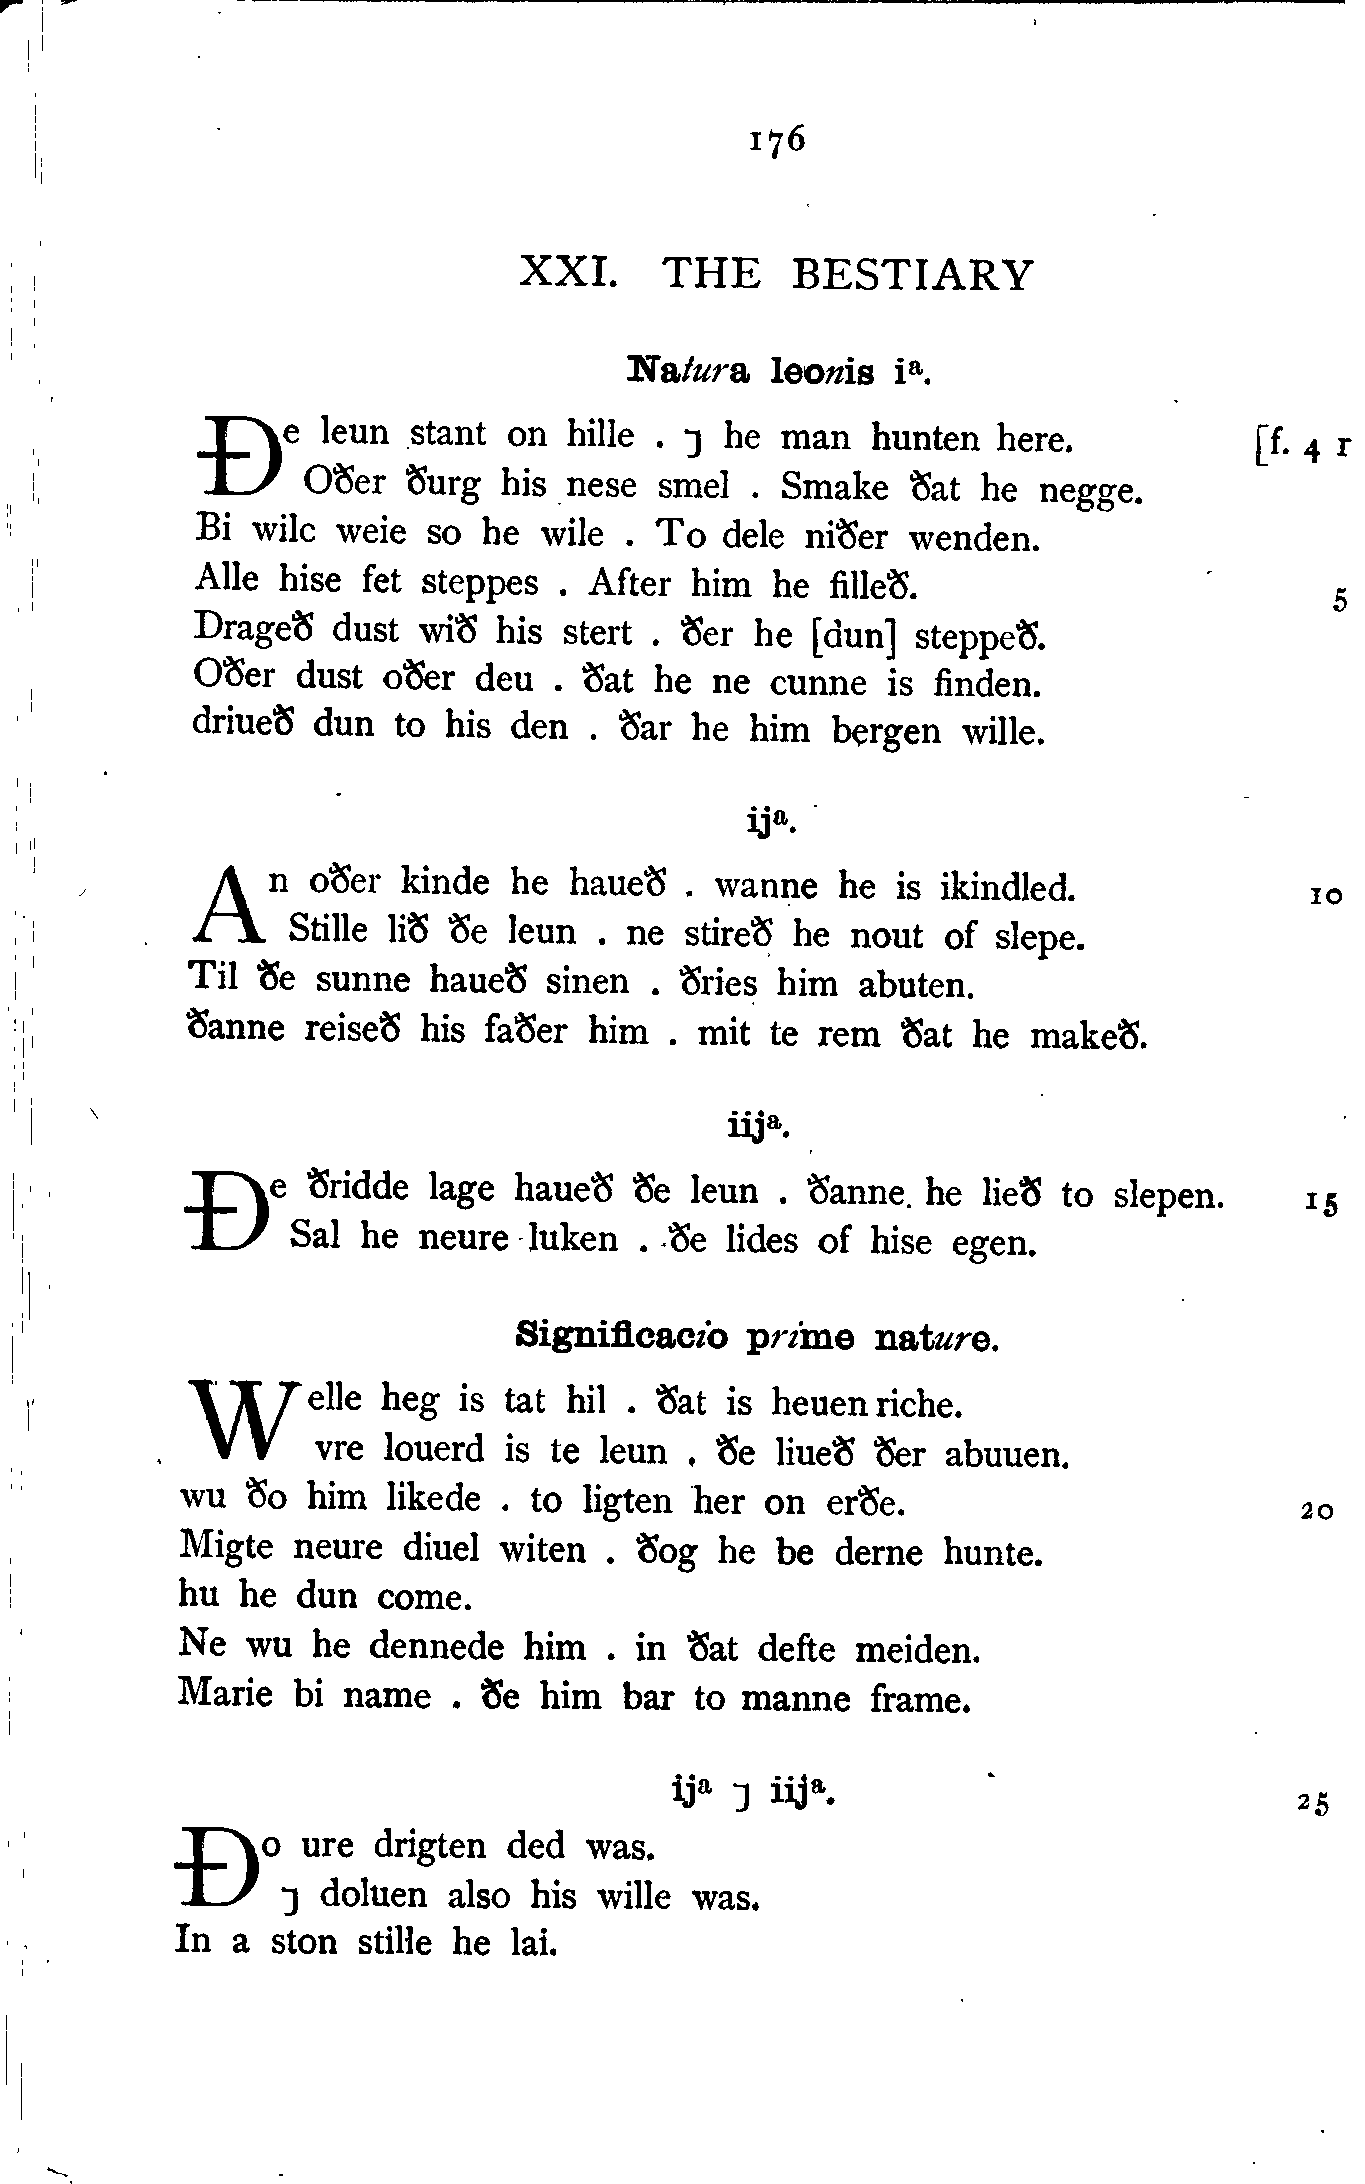 176
XXI. THE BESTIARY
Natura leonis iª.
Ðe leun stant on hille . ⁊ he man hunten here. [f. 4 r
Oðer ðurg his nese smel . Smake ðat he negge.
Bi wilc weie so he wile . To dele niðer wenden.
Alle hise fet steppes . After him he filleð.
5
Drageð dust wið his stert . ðer he [dun] steppeð.
Oðer dust oðer deu . ðat he ne cunne is finden.
driueð dun to his den . ðar he him bergen wille.
ijª.
An oðer kinde he haueð . wanne he is ikindled. 10
Stille lið ðe leun . ne stireð he nout of slepe.
Til ðe sunne haueð sinen . ðries him abuten.
ðanne reiseð his faðer him . mit te rem ðat he makeð.
iijª.
Ðe ðridde lage haueð ðe leun . ðanne he lieð to slepen. 15
Sal he neure luken . ðe lides of hise egen.
Significacio prime nature.
Welle heg is tat hil . ðat is heuen riche.
vre louerd is te leun . ðe liueð ðer abuuen.
wu ðo him likede . to ligten her on erðe. 20
Migte neure diuel witen . ðog he be derne hunte.
hu he dun come.
Ne wu he dennede him . in ðat defte meiden.
Marie bi name . ðe him bar to manne frame.
ijª ⁊ iijª. 25
Ðo ure drigten ded was.
⁊ doluen also his wille was.
In a ston stille he lai.